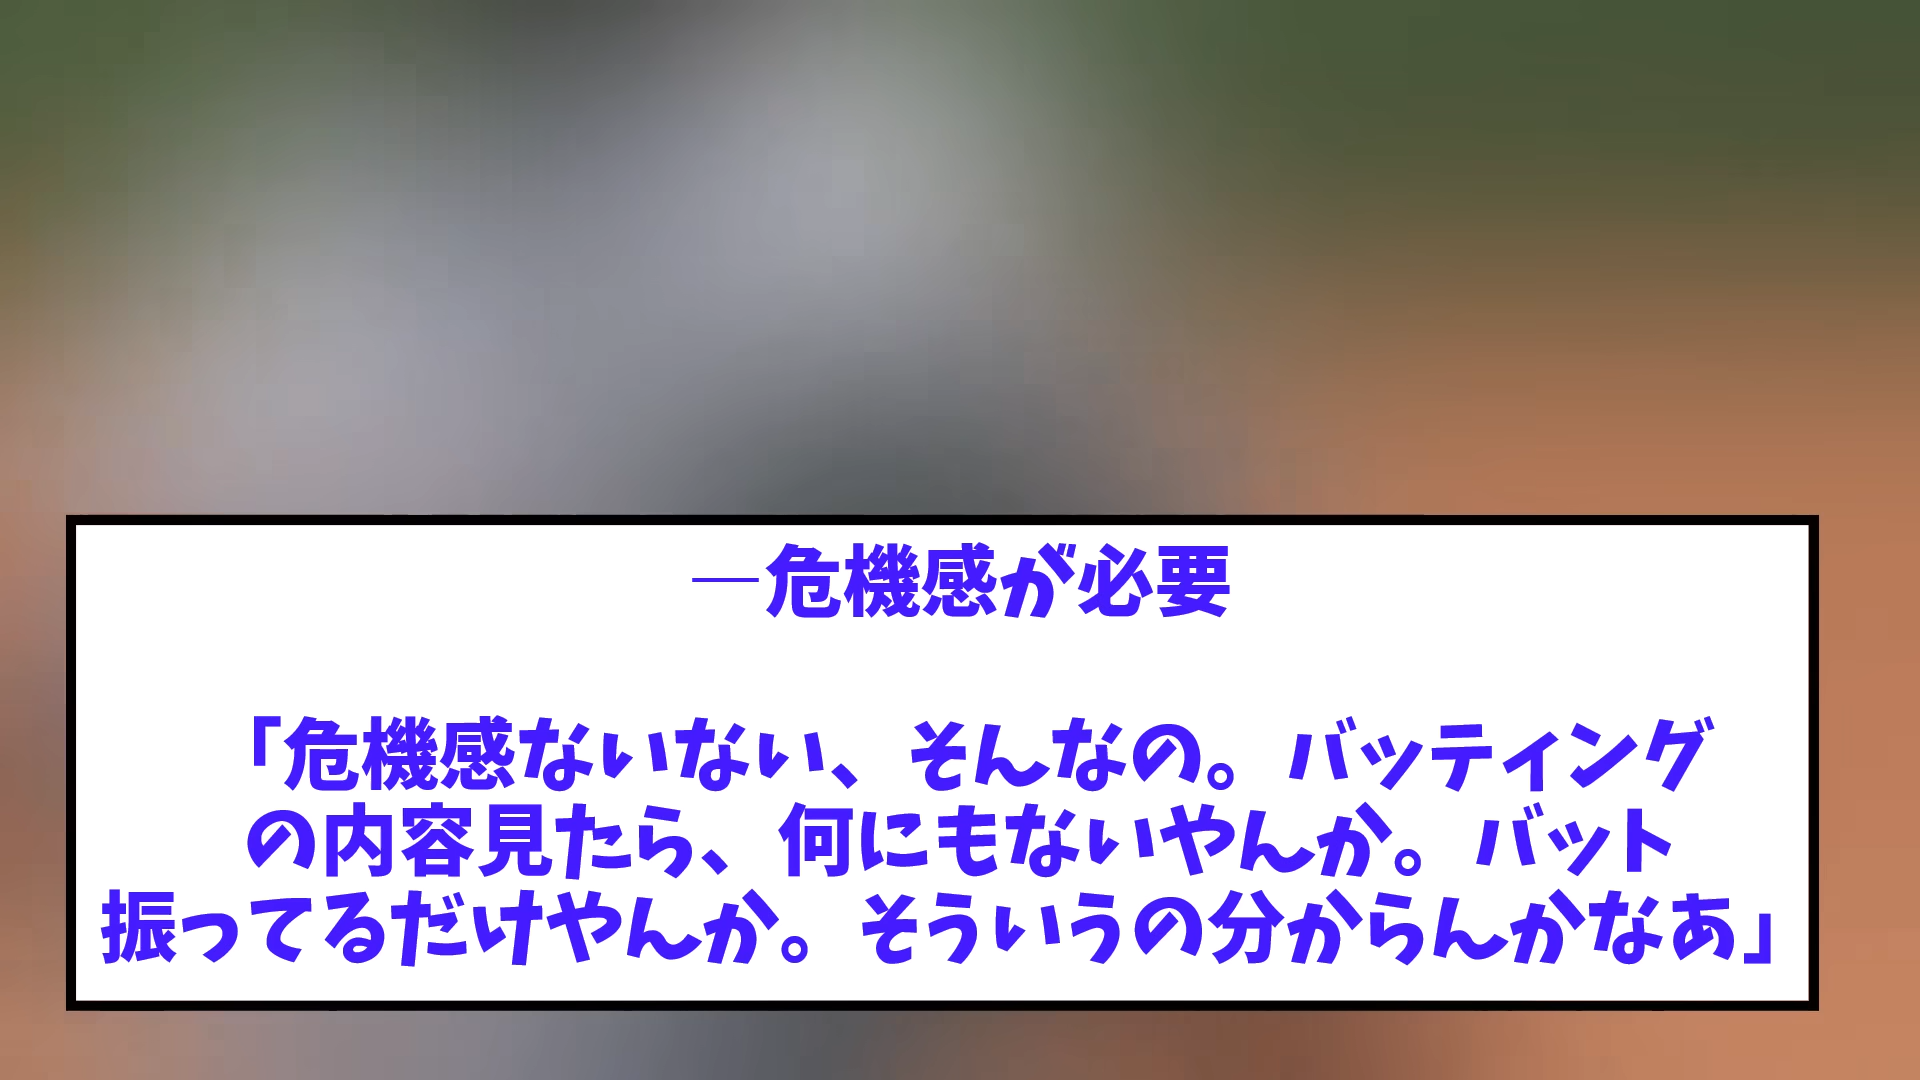 ―危機感が必要
「危機感ないない、そんなの。バッティング
の内容見たら、何にもないやんか。バット
振ってるだけやんか。そういうの分からんかなあ」